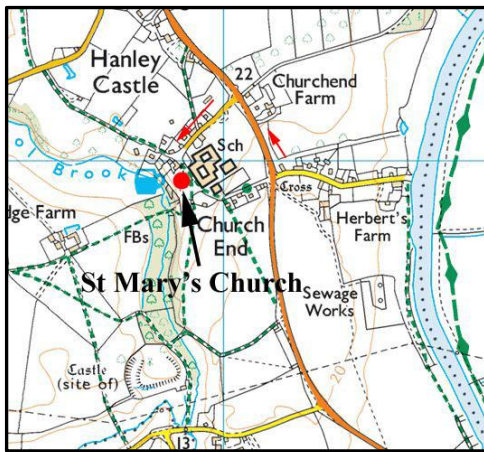 Hanley
Castle
22
Churchend
Farm
Sch
ol Brook
Cross
dge Farm
FBs
Church
End
Herbert's
Farm
St Mary's Church
Sewage
Works
Castle
(site of)
20
13